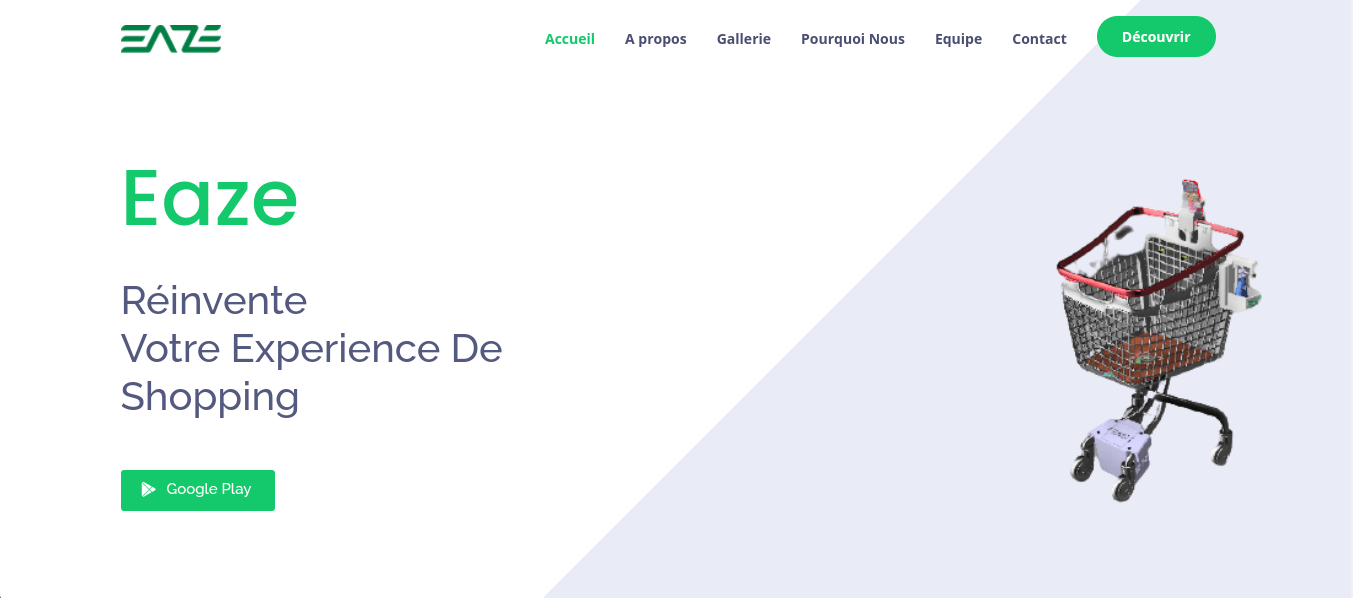 EAZE
Accueil A propos Gallerie Pourquoi Nous Equipe Contact Découvrir
Eaze
Réinvente
Votre Experience De
Shopping
Google Play